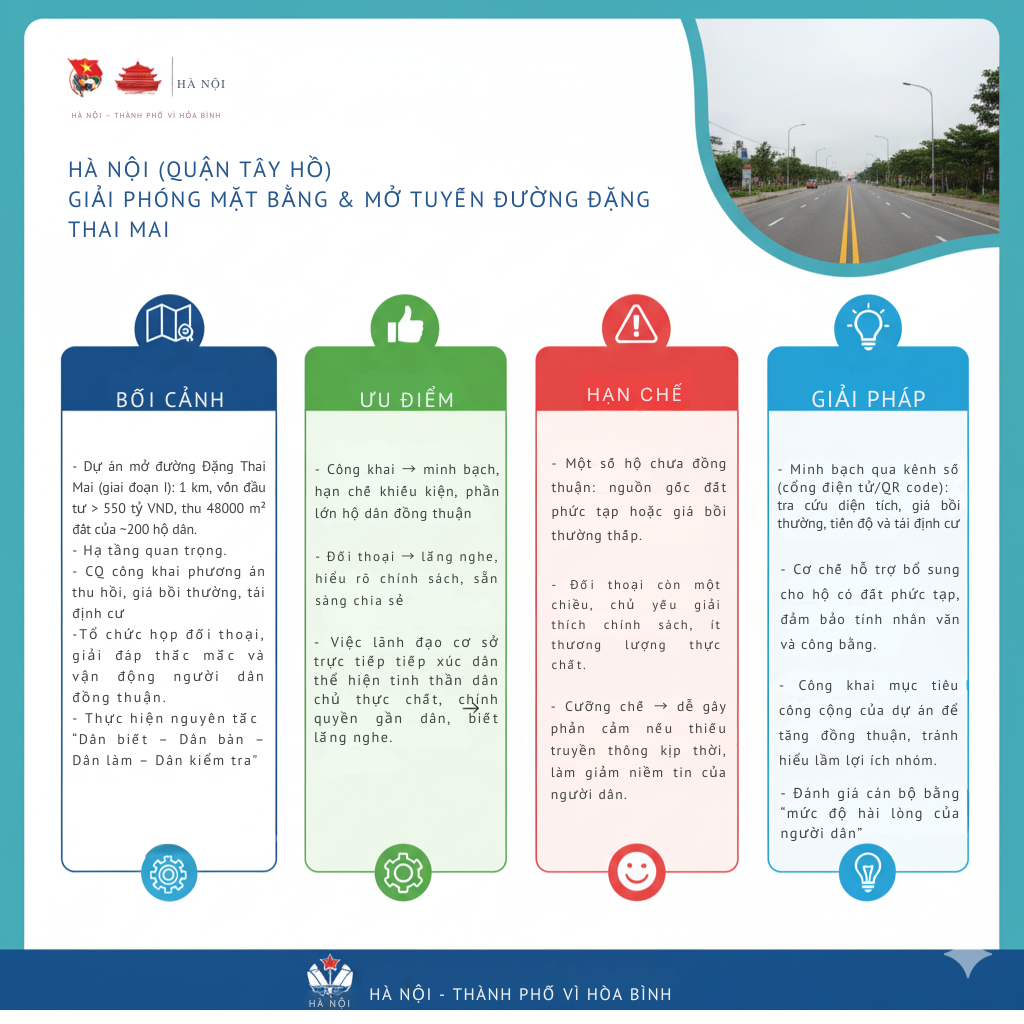 HÀ NỘI
HÀ NỘI – THÀNH PHỐ VÌ HÒA BÌNH
HÀ NỘI (QUẬN TÂY HỒ)
GIẢI PHÓNG MẶT BẰNG & MỞ TUYẾN ĐƯỜNG ĐẶNG
THAI MAI
BỐI CẢNH
- Dự án mở đường Đặng Thai
Mai (giai đoạn I): 1 km, vốn đầu
tư > 550 tỷ VND, thu 48000 m²
đất của ~200 hộ dân.
- Hạ tầng quan trọng.
- CQ công khai phương án
thu hồi, giá bồi thường, tái
định cư
-Tổ chức họp đối thoại,
giải đáp thắc mắc và
vận động người dân
đồng thuận.
- Thực hiện nguyên tắc
“Dân biết – Dân bàn –
Dân làm – Dân kiểm tra”
ƯU ĐIỂM
- Công khai → minh bạch,
hạn chế khiếu kiện, phần
lớn hộ dân đồng thuận
- Đối thoại → lắng nghe,
hiểu rõ chính sách, sẵn
sàng chia sẻ
- Việc lãnh đạo cơ sở
trực tiếp tiếp xúc dân
thể hiện tinh thần dân
chủ thực chất, chính
→
quyền gần dân, biết
lắng nghe.
HẠN CHẾ
- Một số hộ chưa đồng
thuận: nguồn gốc đất
phức tạp hoặc giá bồi
thường thấp.
- Đối thoại còn một
chiều, chủ yếu giải
thích chính sách, ít
thương lượng thực
chất.
- Cưỡng chế → dễ gây
phản cảm nếu thiếu
truyền thông kịp thời,
làm giảm niềm tin của
người dân.
GIẢI PHÁP
- Minh bạch qua kênh số
(cổng điện tử/QR code):
tra cứu diện tích, giá bồi
thường, tiến độ và tái định cư
- Cơ chế hỗ trợ bổ sung
cho hộ có đất phức tạp,
đảm bảo tính nhân văn
và công bằng.
- Công khai mục tiêu
công cộng của dự án để
tăng đồng thuận, tránh
hiểu lầm lợi ích nhóm.
- Đánh giá cán bộ bằng
“mức độ hài lòng của
người dân”
HÀ NỘI
HÀ NỘI - THÀNH PHỐ VÌ HÒA BÌNH